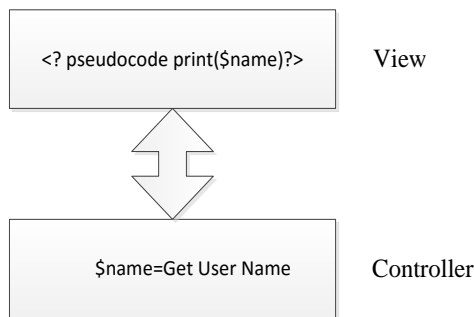 <? pseudocode print($name)?>
View
$name=Get User Name
Controller